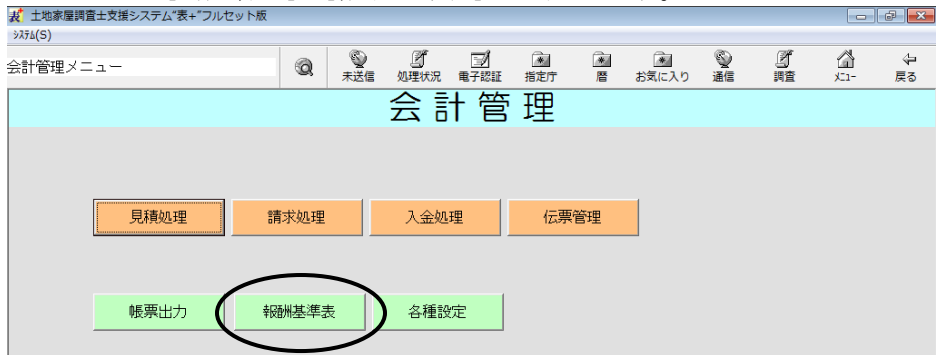 土地家屋調査士支援システム“表+”フルセット版
ｼｽﾃﾑ(S)
会計管理メニュー 未送信 処理状況 電子認証 指定庁 暦 お気に入り 通信 調査 ﾒﾆｭｰ 戻る
会計管理
見積処理 請求処理 入金処理 伝票管理
帳票出力 報酬基準表 各種設定